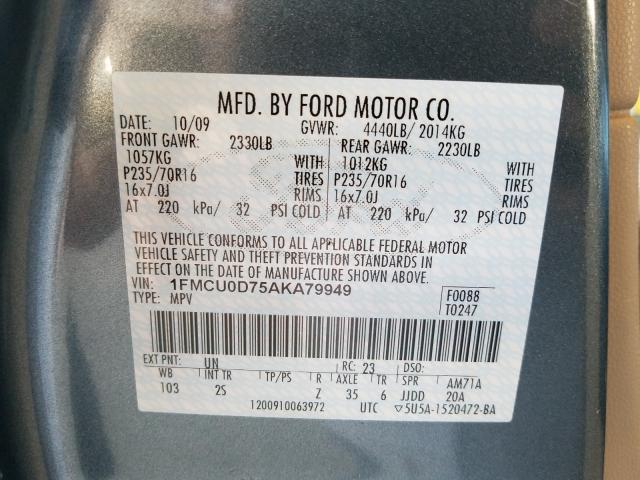 MFD. BY FORD MOTOR CO.
DATE: 10/09 GVWR: 4440LB/ 2014KG
FRONT GAWR: 2330LB REAR GAWR: 2230LB
1057KG WITH 1012KG WITH
P235/70R16 TIRES P235/70R16 TIRES
16x7.0J RIMS 16x7.0J RIMS
AT 220 kPa/ 32 PSI COLD AT 220 kPa/ 32 PSI COLD
THIS VEHICLE CONFORMS TO ALL APPLICABLE FEDERAL MOTOR
VEHICLE SAFETY AND THEFT PREVENTION STANDARDS IN
EFFECT ON THE DATE OF MANUFACTURE SHOWN ABOVE.
VIN: 1FMCU0D75AKA79949 F0088
TYPE: MPV T0247
EXT PNT: UN RC: 23 DSO:
WB INT TR TP/PS R AXLE TR SPR AM71A
103 2S Z 35 6 JJDD 20A
1200910063972 UTC ▽5U5A-1520472-BA